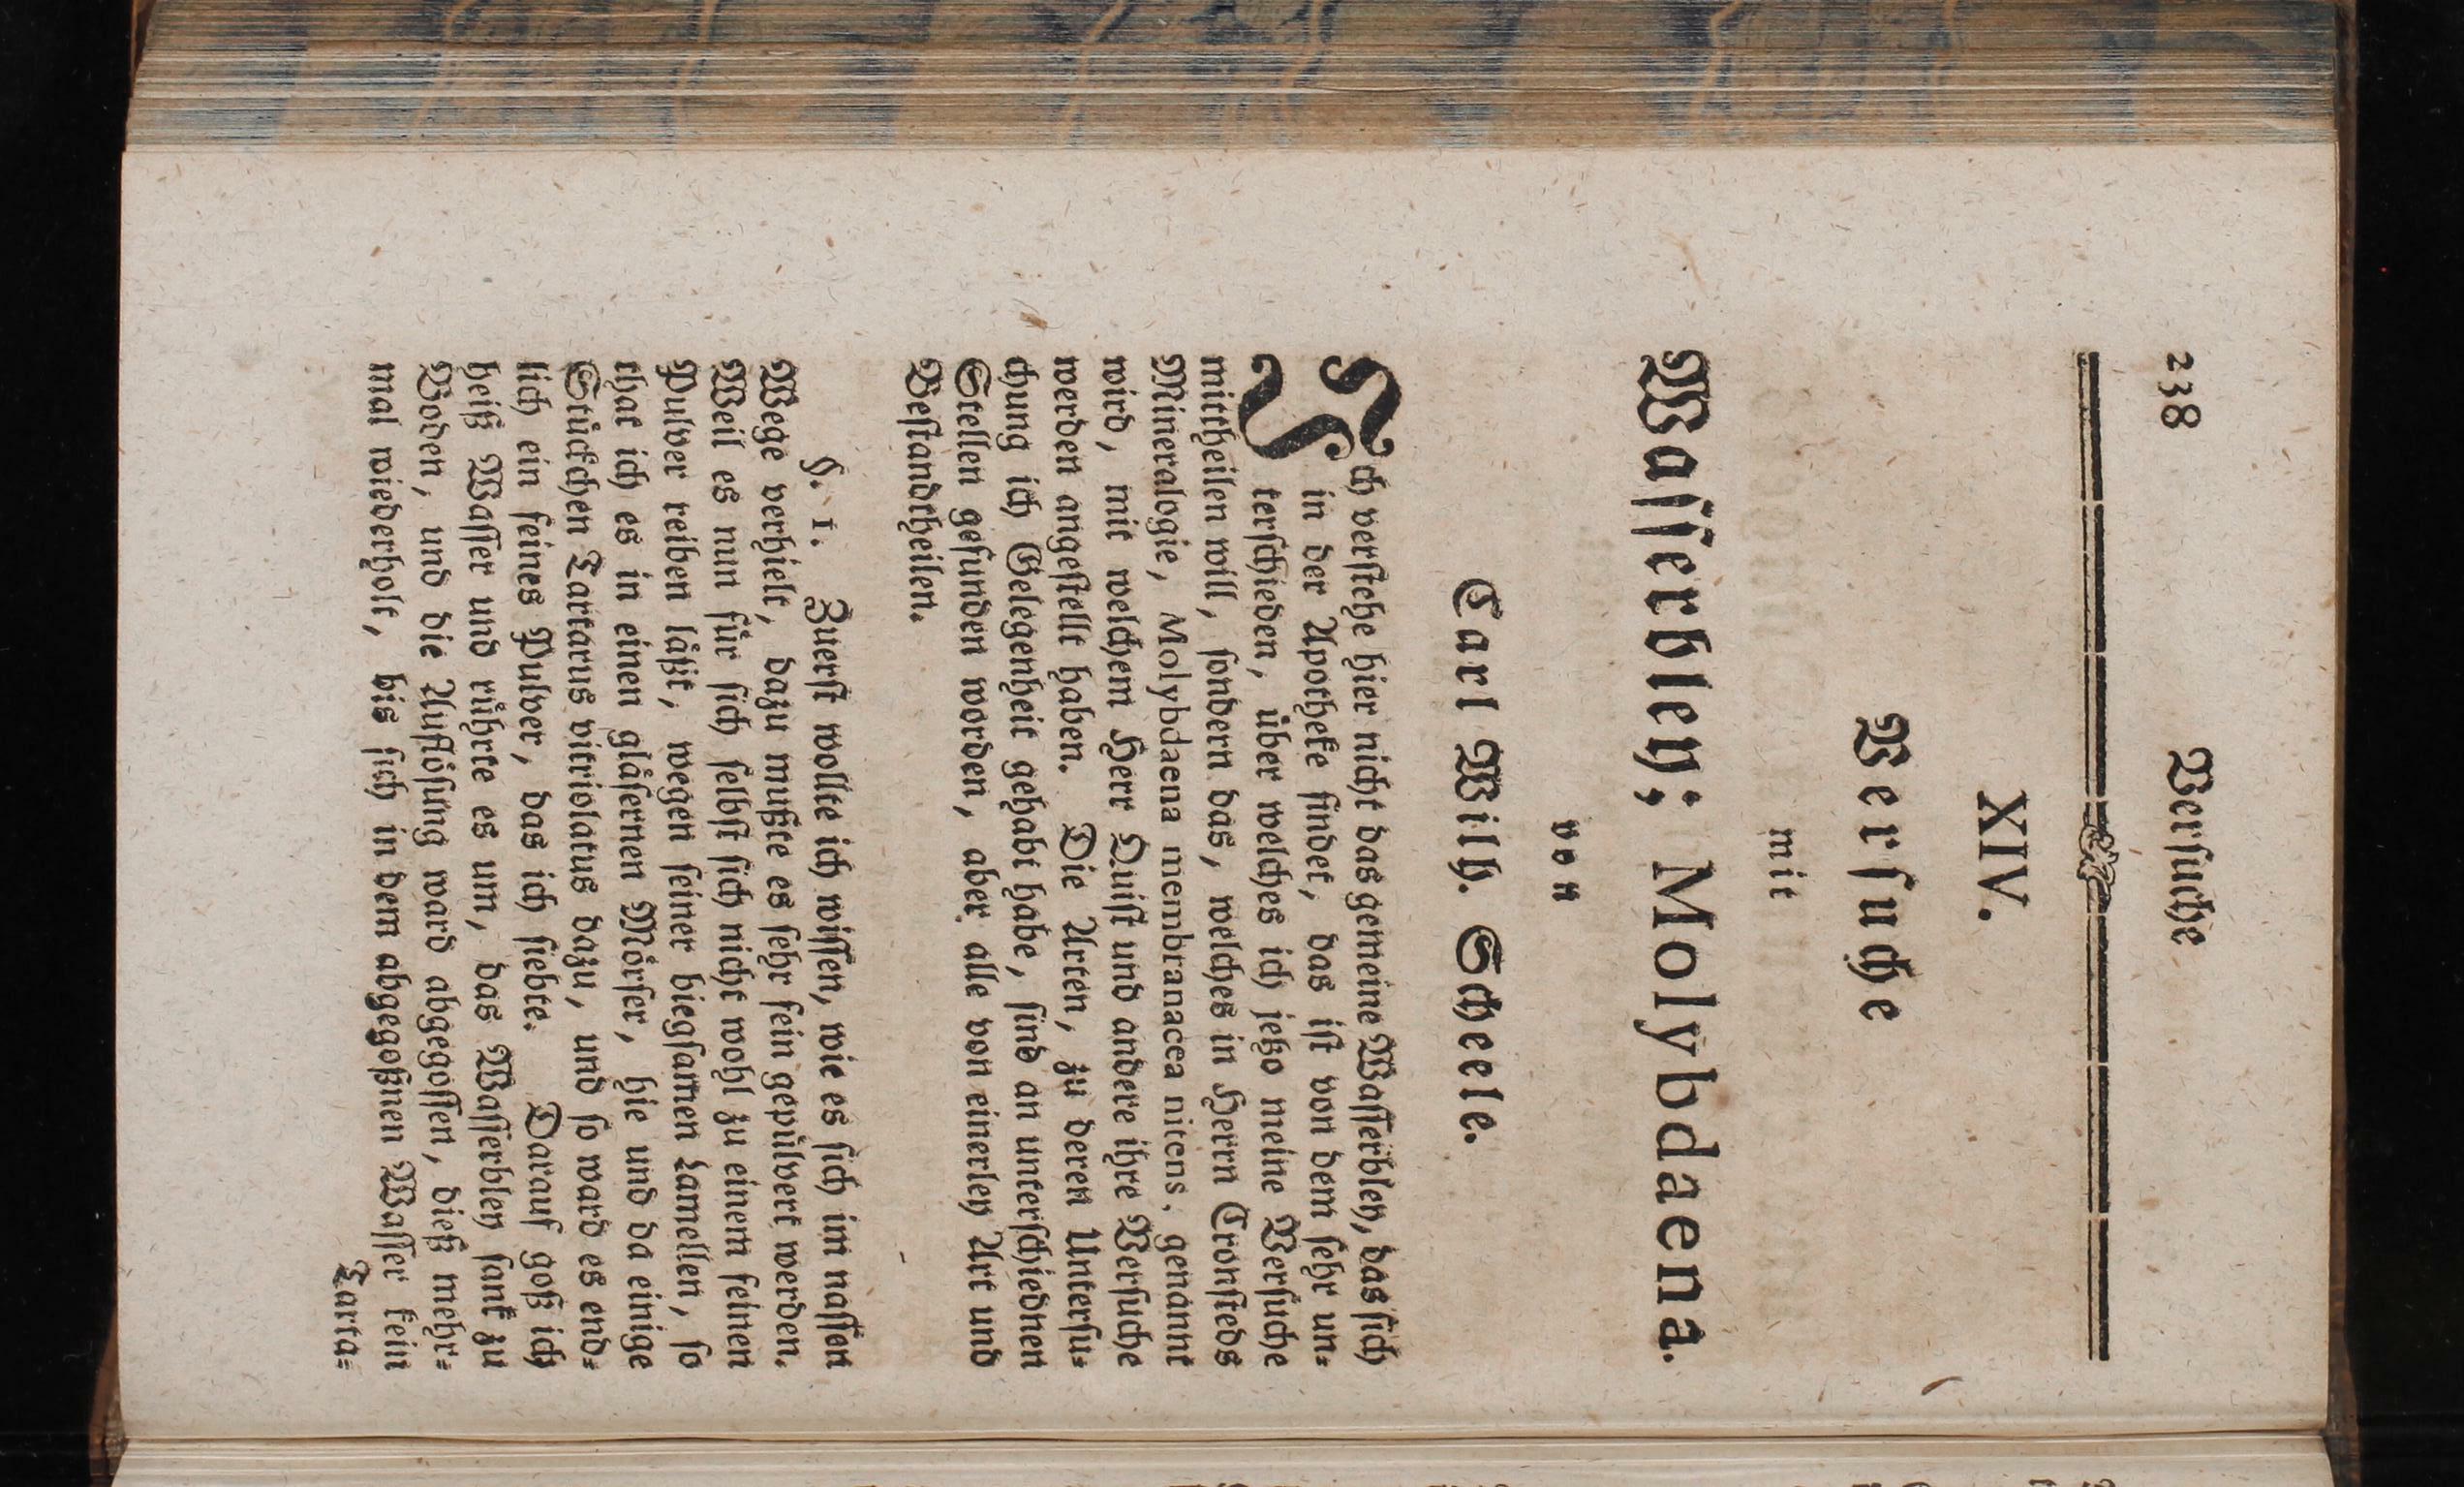 238 Versuche
XIV.
Versuche
mit
Wasserbley; Molybdaena.
von
Carl Wilh. Scheele.
Ich verstehe hier nicht das gemeine Wasserbley, das sich
in der Apotheke findet, das ist von dem sehr un-
terschieden, über welches ich jetzo meine Versuche
mittheilen will, sondern das, welches in Herrn Cronsteds
Mineralogie, Molybdaena membranacea nitens, genannt
wird, mit welchem Herr Quist und andere ihre Versuche
werden angestellt haben. Die Arten, zu deren Untersu-
chung ich Gelegenheit gehabt habe, sind an unterschiednen
Stellen gefunden worden, aber alle von einerley Art und
Bestandtheilen.
§. 1. Zuerst wollte ich wissen, wie es sich im nassen
Wege verhielt, dazu mußte es sehr fein gepülvert werden.
Weil es nun für sich selbst sich nicht wohl zu einem feinen
Pulver reiben läßt, wegen seiner biegsamen Lamellen, so
that ich es in einen gläsernen Mörser, hie und da einige
Stückchen Tartarus vitriolatus dazu, und so ward es end-
lich ein feines Pulver, das ich siebte. Darauf goß ich
heiß Wasser und rührte es um, das Wasserbley sank zu
Boden, und die Auflösung ward abgegossen, dieß mehr-
mal wiederholt, bis sich in dem abgegoßnen Wasser kein
Tarta-